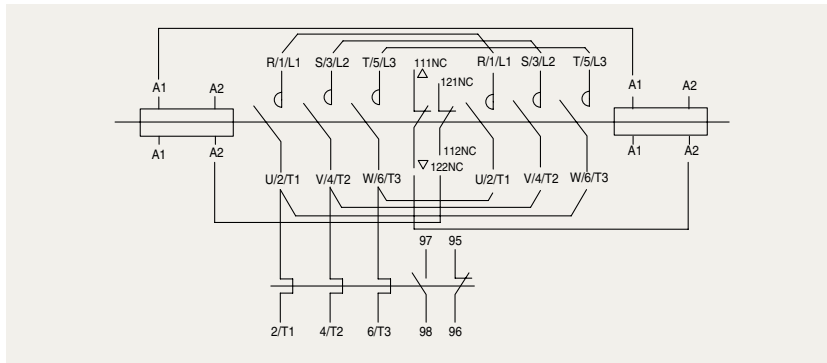 R/1/L1 S/3/L2 T/5/L3 111NC R/1/L1 S/3/L2 T/5/L3
A1 A2 121NC A1 A2
A1 A2 112NC A1 A2
122NC
U/2/T1 V/4/T2 W/6/T3 U/2/T1 V/4/T2 W/6/T3
97 95
2/T1 4/T2 6/T3 98 96